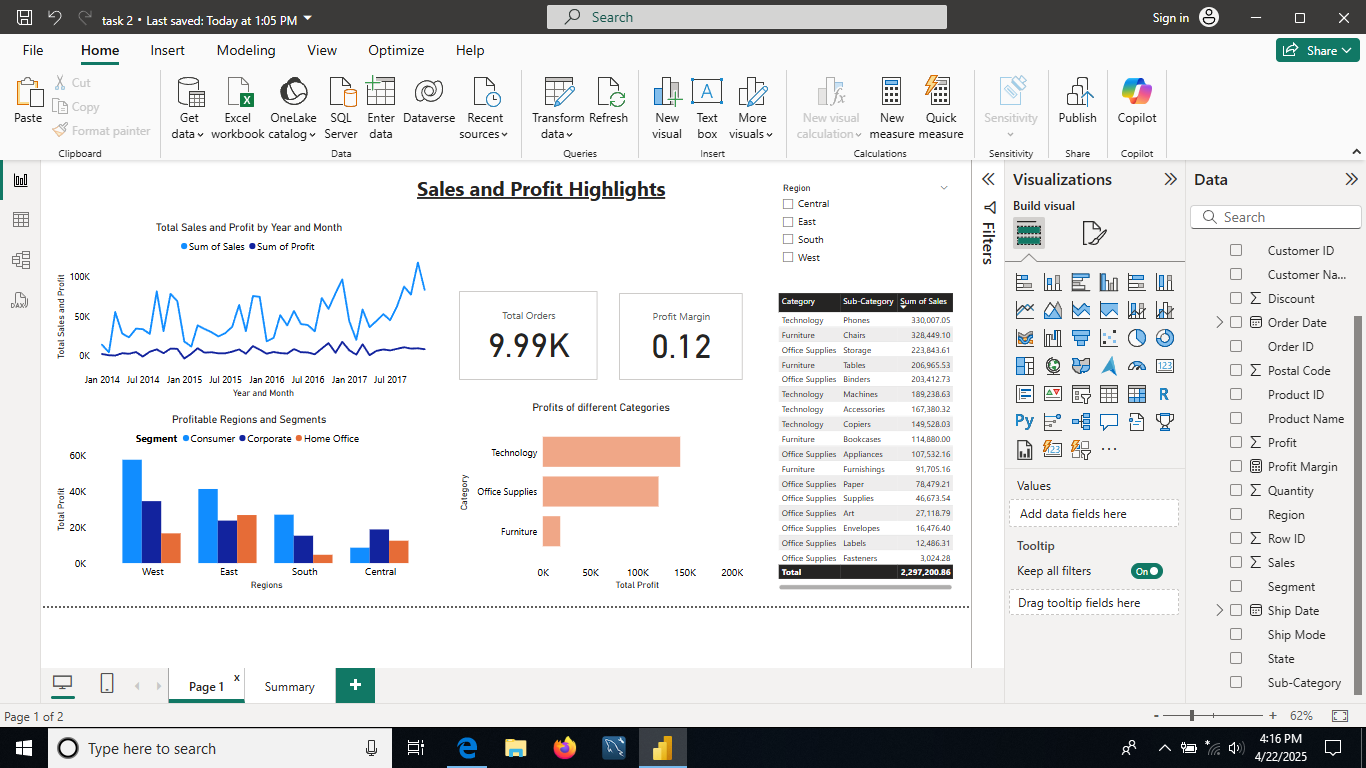 task 2 • Last saved: Today at 1:05 PM
Search
Sign in
File Home Insert Modeling View Optimize Help
Share
Paste
Cut
Copy
Format painter
Clipboard
Get data
Excel workbook
OneLake catalog
SQL Server
Enter data
Dataverse
Recent sources
Data
Transform data
Refresh
Queries
New visual
Text box
More visuals
Insert
New visual calculation
New measure
Quick measure
Calculations
Sensitivity
Sensitivity
Publish
Share
Copilot
Copilot
DAX
Sales and Profit Highlights
Region
Central
East
South
West
Total Sales and Profit by Year and Month
Sum of Sales Sum of Profit
Total Sales and Profit
100K
50K
0K
Jan 2014 Jul 2014 Jan 2015 Jul 2015 Jan 2016 Jul 2016 Jan 2017 Jul 2017
Year and Month
Total Orders
9.99K
Profit Margin
0.12
Profitable Regions and Segments
Segment Consumer Corporate Home Office
Total Profit
60K
40K
20K
0K
West East South Central
Regions
Profits of different Categories
Category
Technology
Office Supplies
Furniture
0K 50K 100K 150K 200K
Total Profit
Category Sub-Category Sum of Sales
Technology Phones 330,007.05
Furniture Chairs 328,449.10
Office Supplies Storage 223,843.61
Furniture Tables 206,965.53
Office Supplies Binders 203,412.73
Technology Machines 189,238.63
Technology Accessories 167,380.32
Technology Copiers 149,528.03
Furniture Bookcases 114,880.00
Office Supplies Appliances 107,532.16
Furniture Furnishings 91,705.16
Office Supplies Paper 78,479.21
Office Supplies Supplies 46,673.54
Office Supplies Art 27,118.79
Office Supplies Envelopes 16,476.40
Office Supplies Labels 12,486.31
Office Supplies Fasteners 3,024.28
Total 2,297,200.86
Filters
Visualizations
Build visual
123
R
Py
123
Values
Add data fields here
Tooltip
Keep all filters On
Drag tooltip fields here
Data
Search
Customer ID
Customer Na...
Discount
Order Date
Order ID
Postal Code
Product ID
Product Name
Profit
Profit Margin
Quantity
Region
Row ID
Sales
Segment
Ship Date
Ship Mode
State
Sub-Category
Page 1 x
Summary
+
Page 1 of 2
- + 62%
Type here to search
4:16 PM
4/22/2025